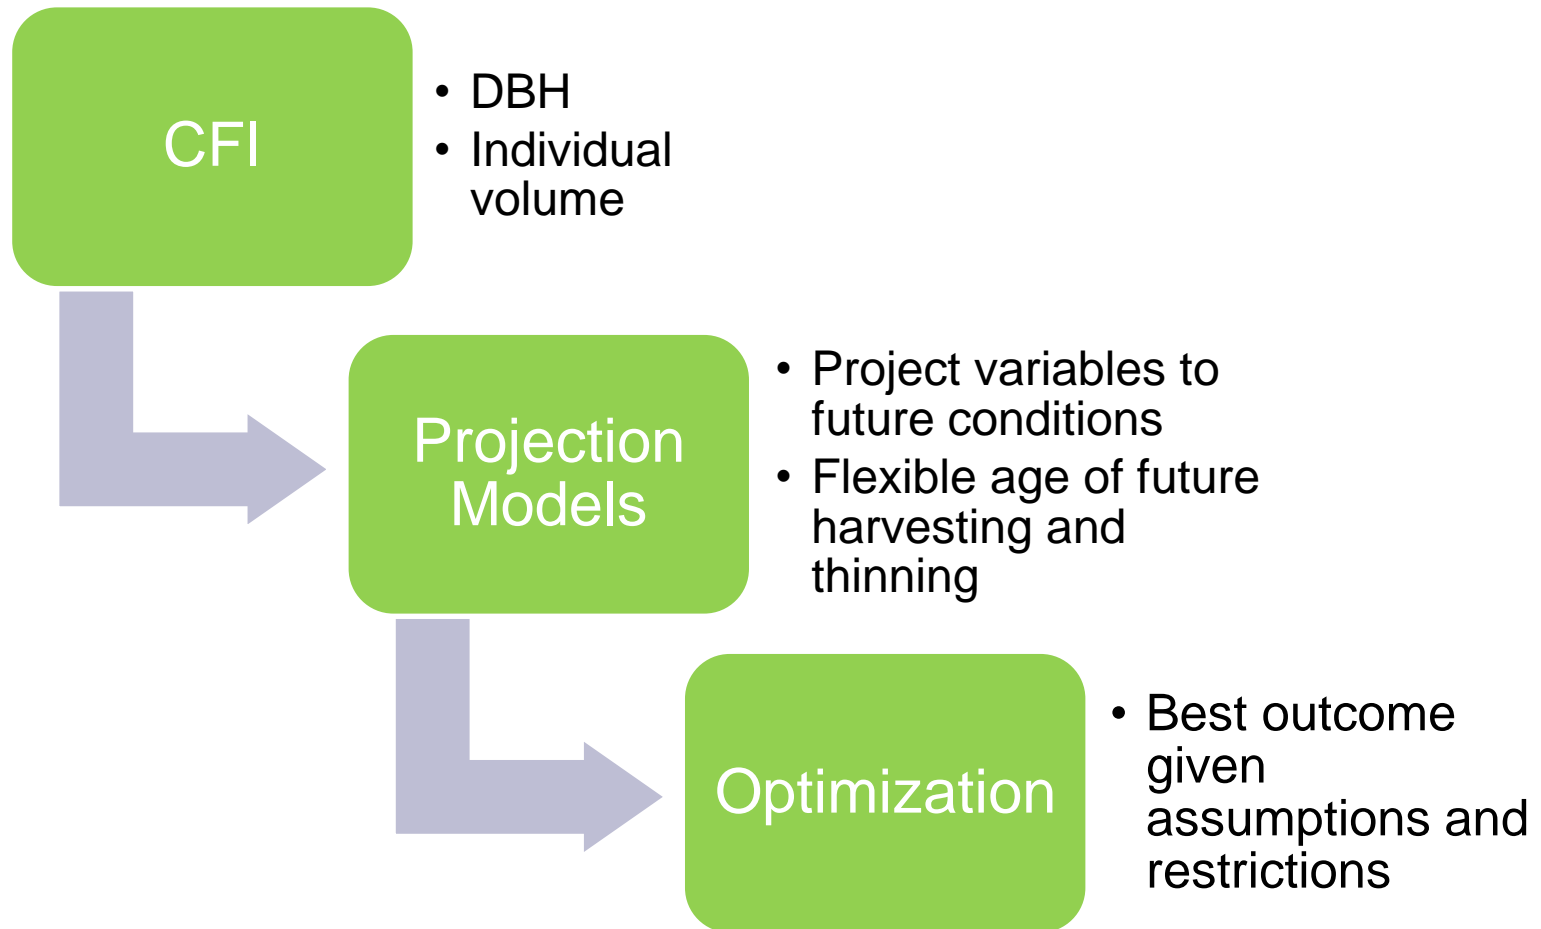 CFI
• DBH
• Individual
volume
Projection
Models
• Project variables to
future conditions
• Flexible age of future
harvesting and
thinning
Optimization
• Best outcome
given
assumptions and
restrictions